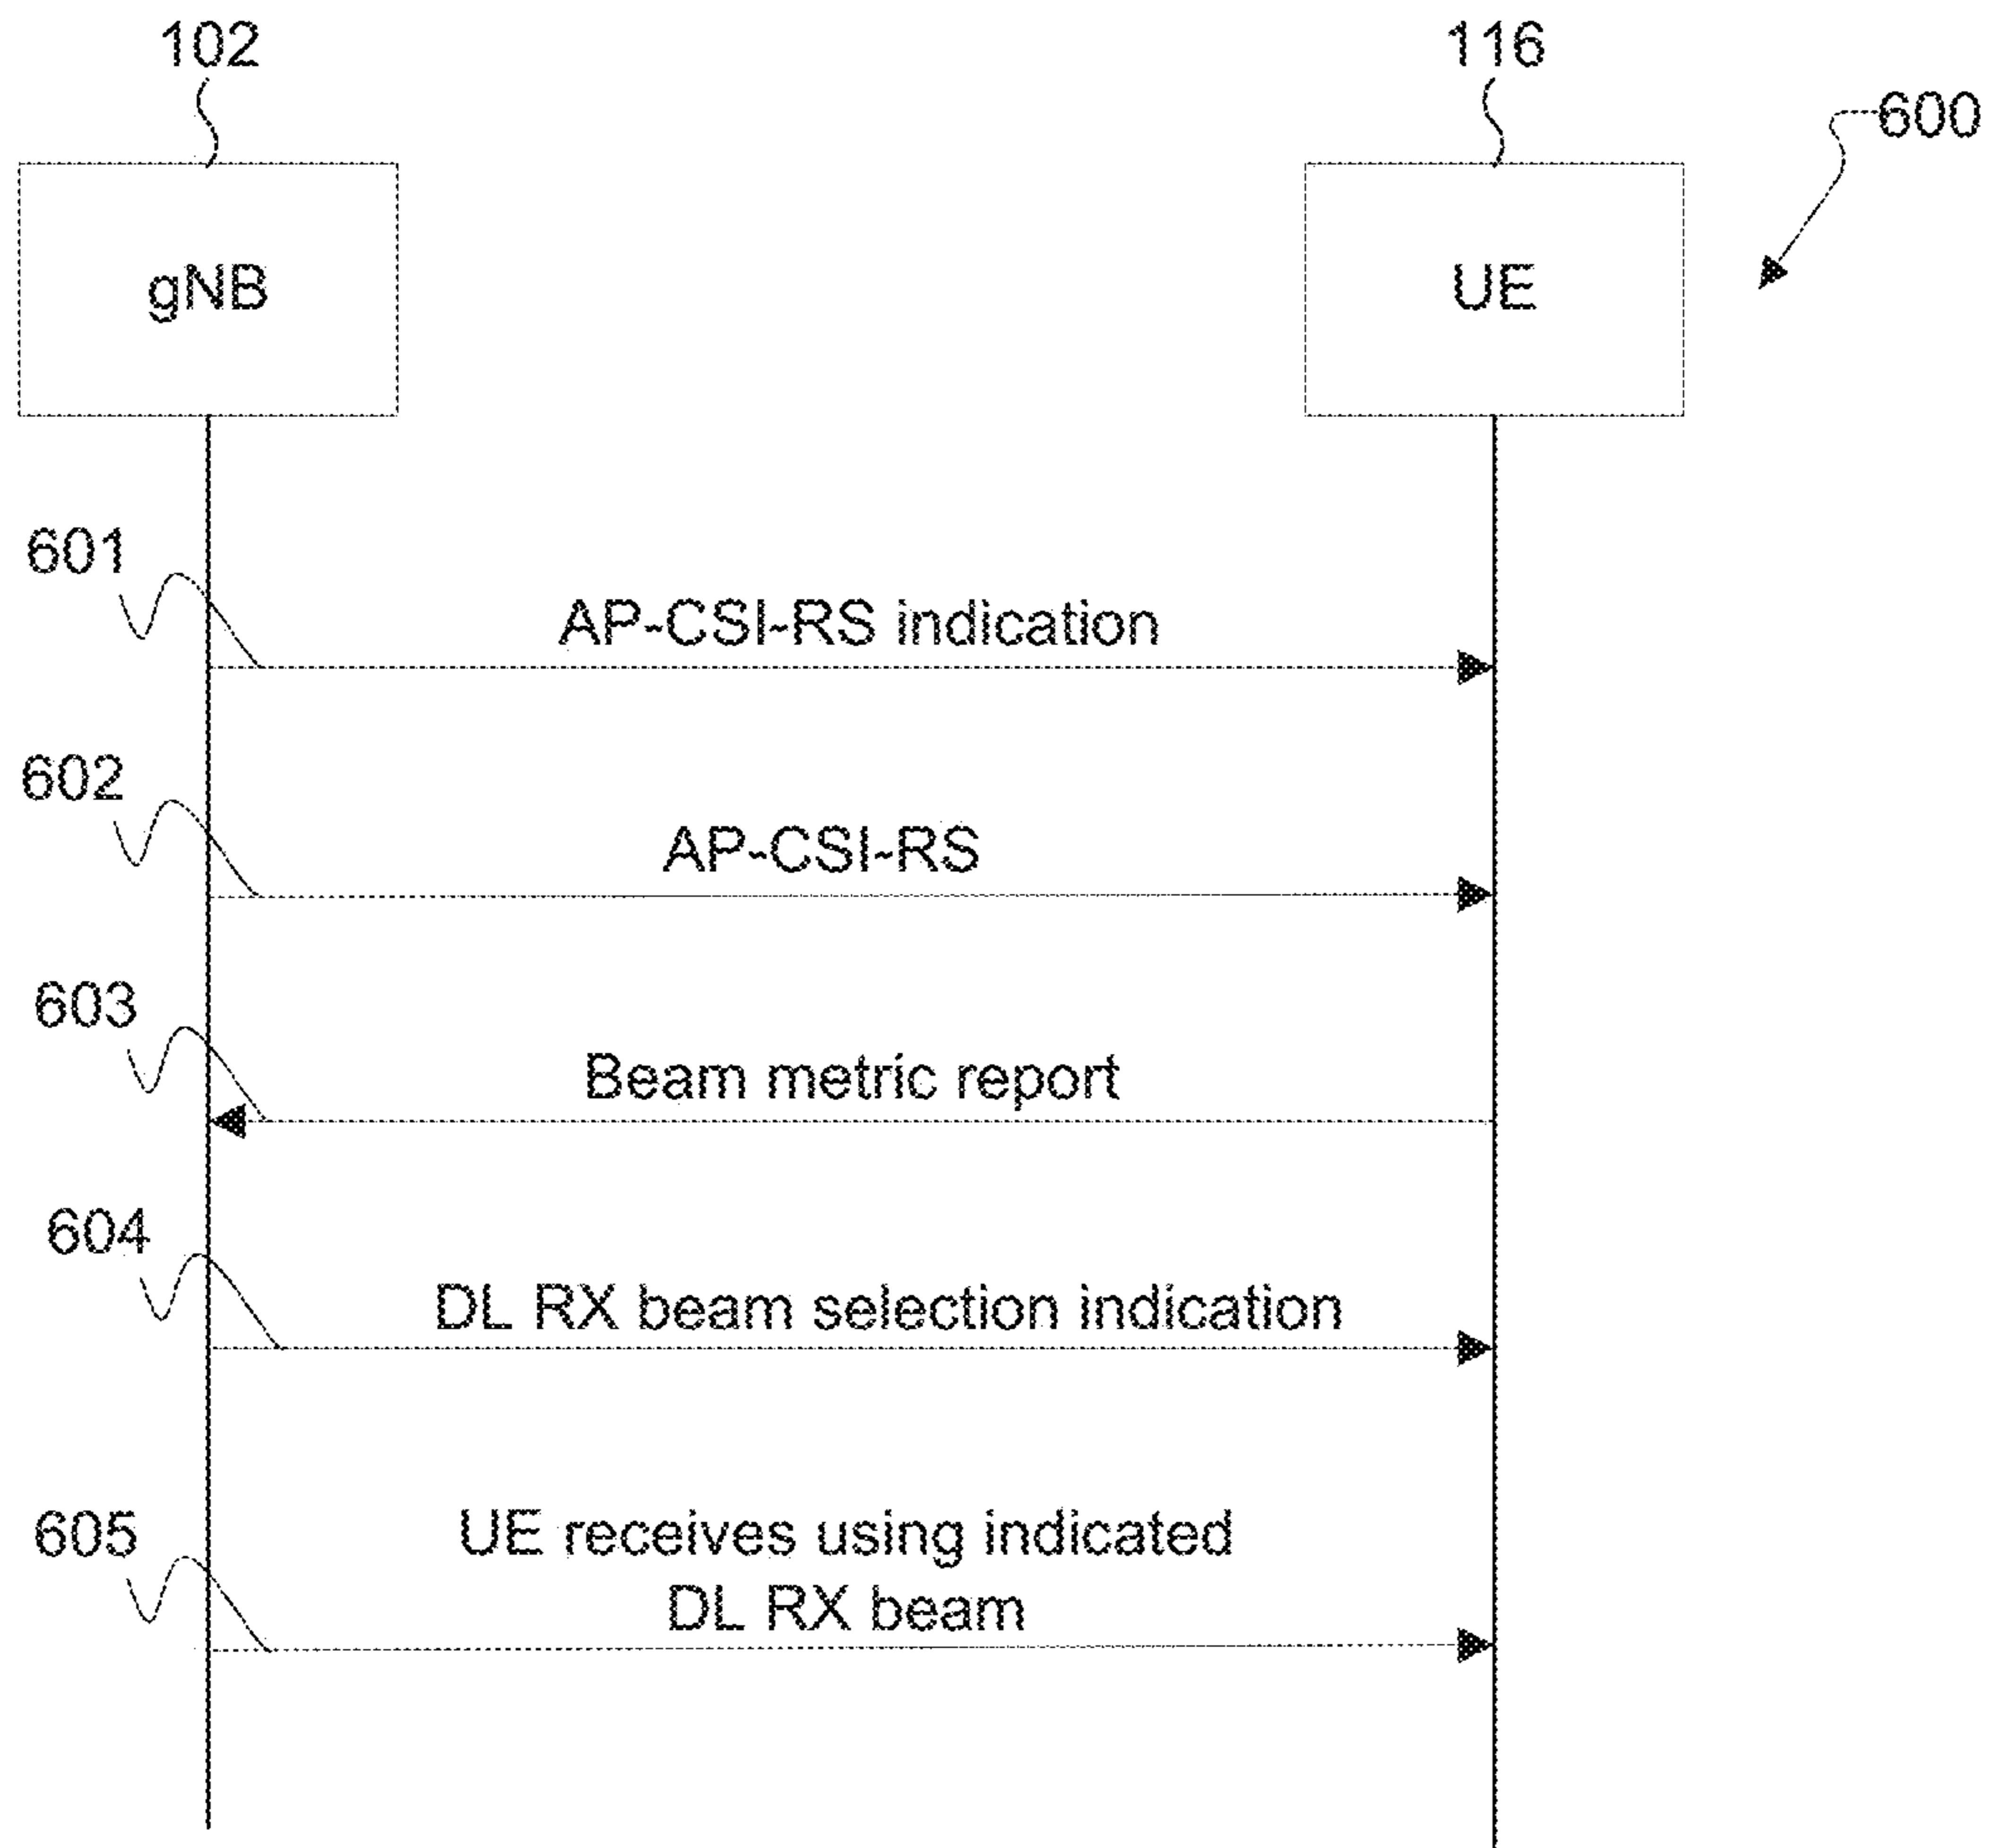 102
116
600
gNB
UE
601
AP-CSI-RS indication
602
AP-CSI-RS
603
Beam metric report
604
DL RX beam selection indication
605
UE receives using indicated
DL RX beam